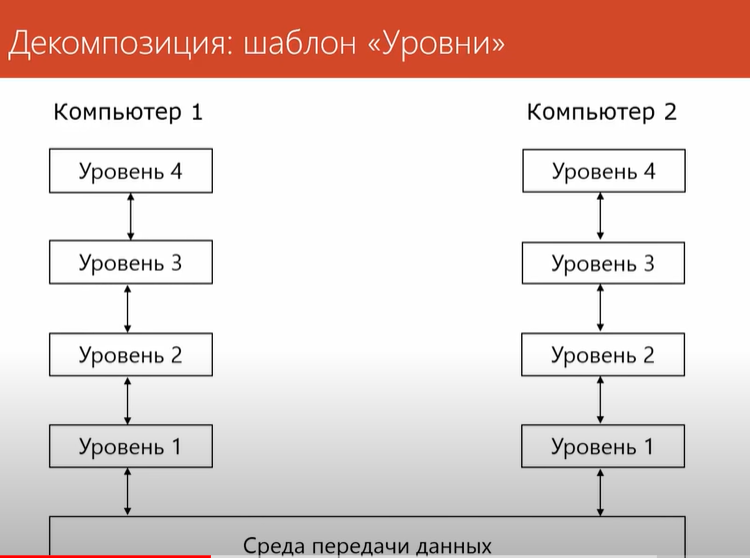 Декомпозиция: шаблон «Уровни»
Компьютер 1
Компьютер 2
Уровень 4
Уровень 4
Уровень 3
Уровень 3
Уровень 2
Уровень 2
Уровень 1
Уровень 1
Среда передачи данных